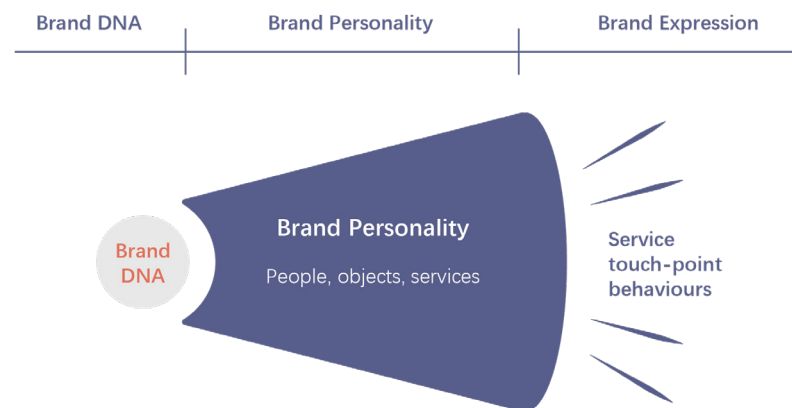 Brand DNA
Brand Personality
Brand Expression
Brand
DNA
Brand Personality
People, objects, services
Service
touch-point
behaviours